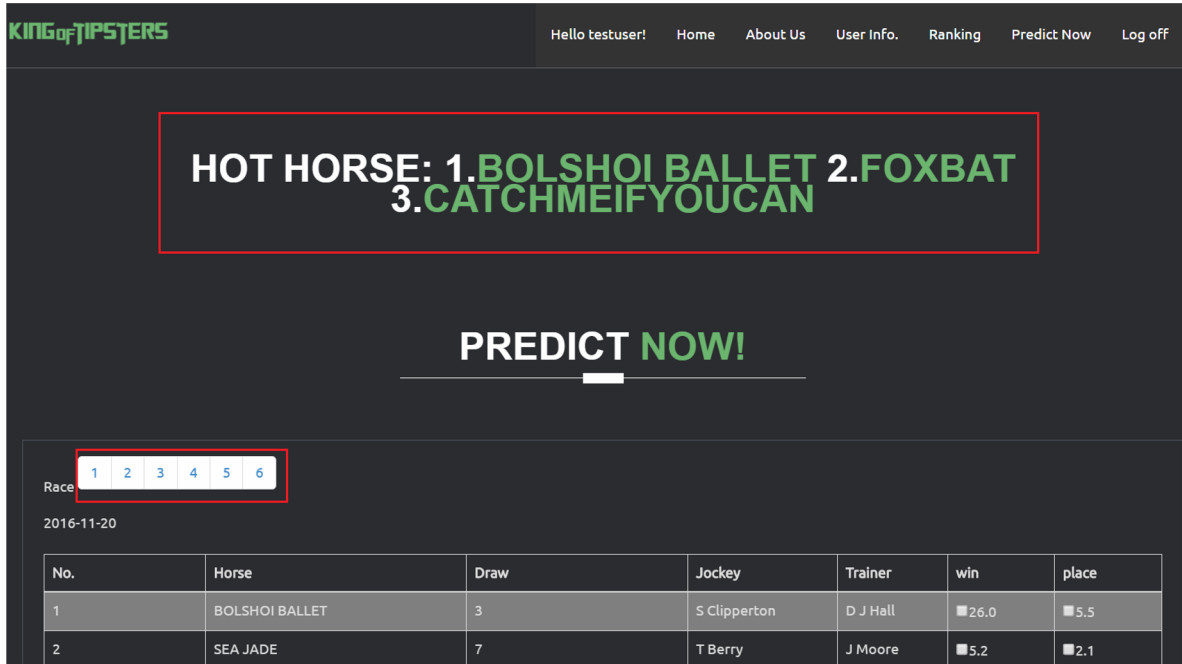 KINGOFTIPSTERS
Hello testuser! Home About Us User Info. Ranking Predict Now Log off
HOT HORSE: 1.BOLSHOI BALLET 2.FOXBAT
3.CATCHMEIFYOUCAN
PREDICT NOW!
Race 1 2 3 4 5 6
2016-11-20
No. Horse Draw Jockey Trainer win place
1 BOLSHOI BALLET 3 S Clipperton D J Hall 26.0 5.5
2 SEA JADE 7 T Berry J Moore 5.2 2.1